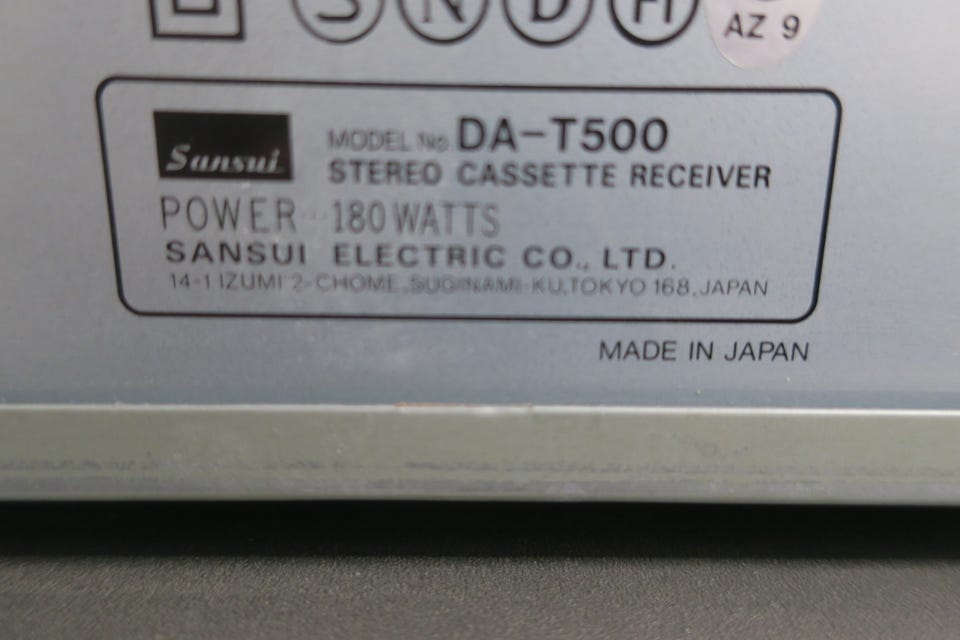 S N D FI
AZ 9
Sansui
MODEL No. DA-T500
STEREO CASSETTE RECEIVER
POWER ··· 180 WATTS
SANSUI ELECTRIC CO., LTD.
14-1 IZUMI 2-CHOME, SUGINAMI-KU, TOKYO 168, JAPAN
MADE IN JAPAN